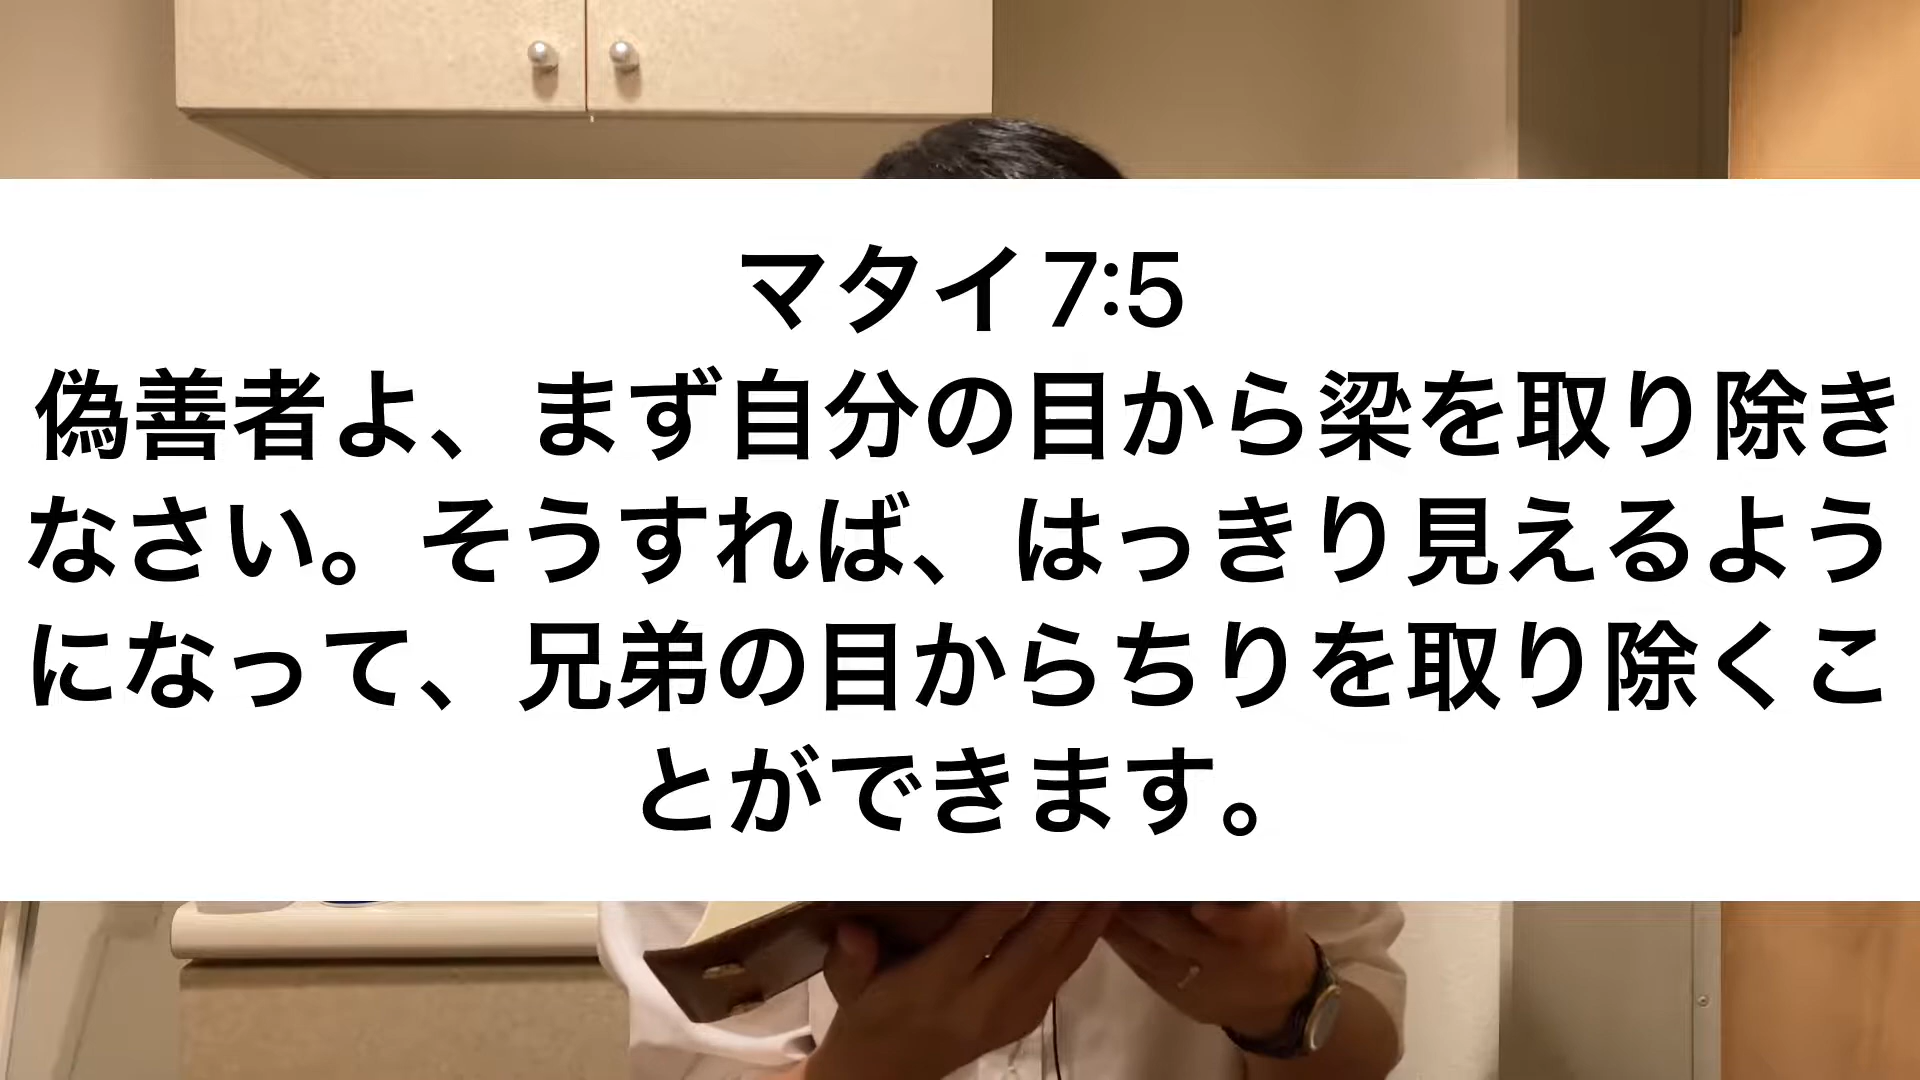 マタイ 7:5
偽善者よ、まず自分の目から梁を取り除き
なさい。そうすれば、はっきり見えるよう
になって、兄弟の目からちりを取り除くこ
とができます。